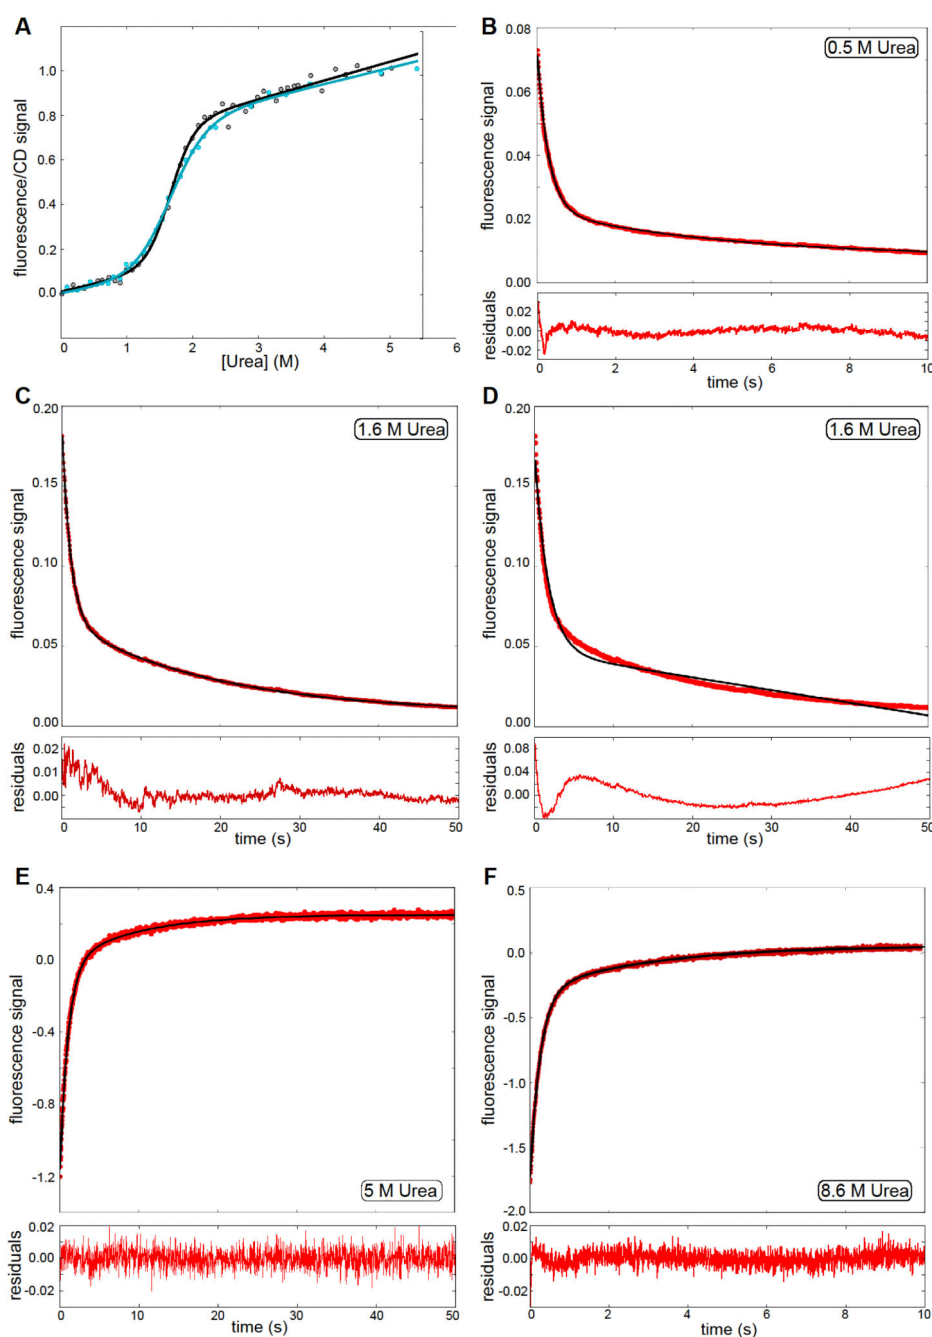 A
fluorescence/CD signal
1.0
0.8
0.6
0.4
0.2
0.0
0 1 2 3 4 5 6
[Urea] (M)
B
0.5 M Urea
fluorescence signal
0.08
0.06
0.04
0.02
0.00
residuals
0.02
0.00
-0.02
0 2 4 6 8 10
time (s)
C
1.6 M Urea
fluorescence signal
0.20
0.15
0.10
0.05
0.00
residuals
0.02
0.01
0.00
0 10 20 30 40 50
time (s)
D
1.6 M Urea
fluorescence signal
0.20
0.15
0.10
0.05
0.00
residuals
0.08
0.04
0.00
0 10 20 30 40 50
time (s)
E
fluorescence signal
0.4
0.0
-0.4
-0.8
-1.2
5 M Urea
residuals
0.02
0.00
-0.02
0 10 20 30 40 50
time (s)
F
fluorescence signal
0.5
0.0
-0.5
-1.0
-1.5
-2.0
8.6 M Urea
residuals
0.02
0.00
-0.02
0 2 4 6 8 10
time (s)